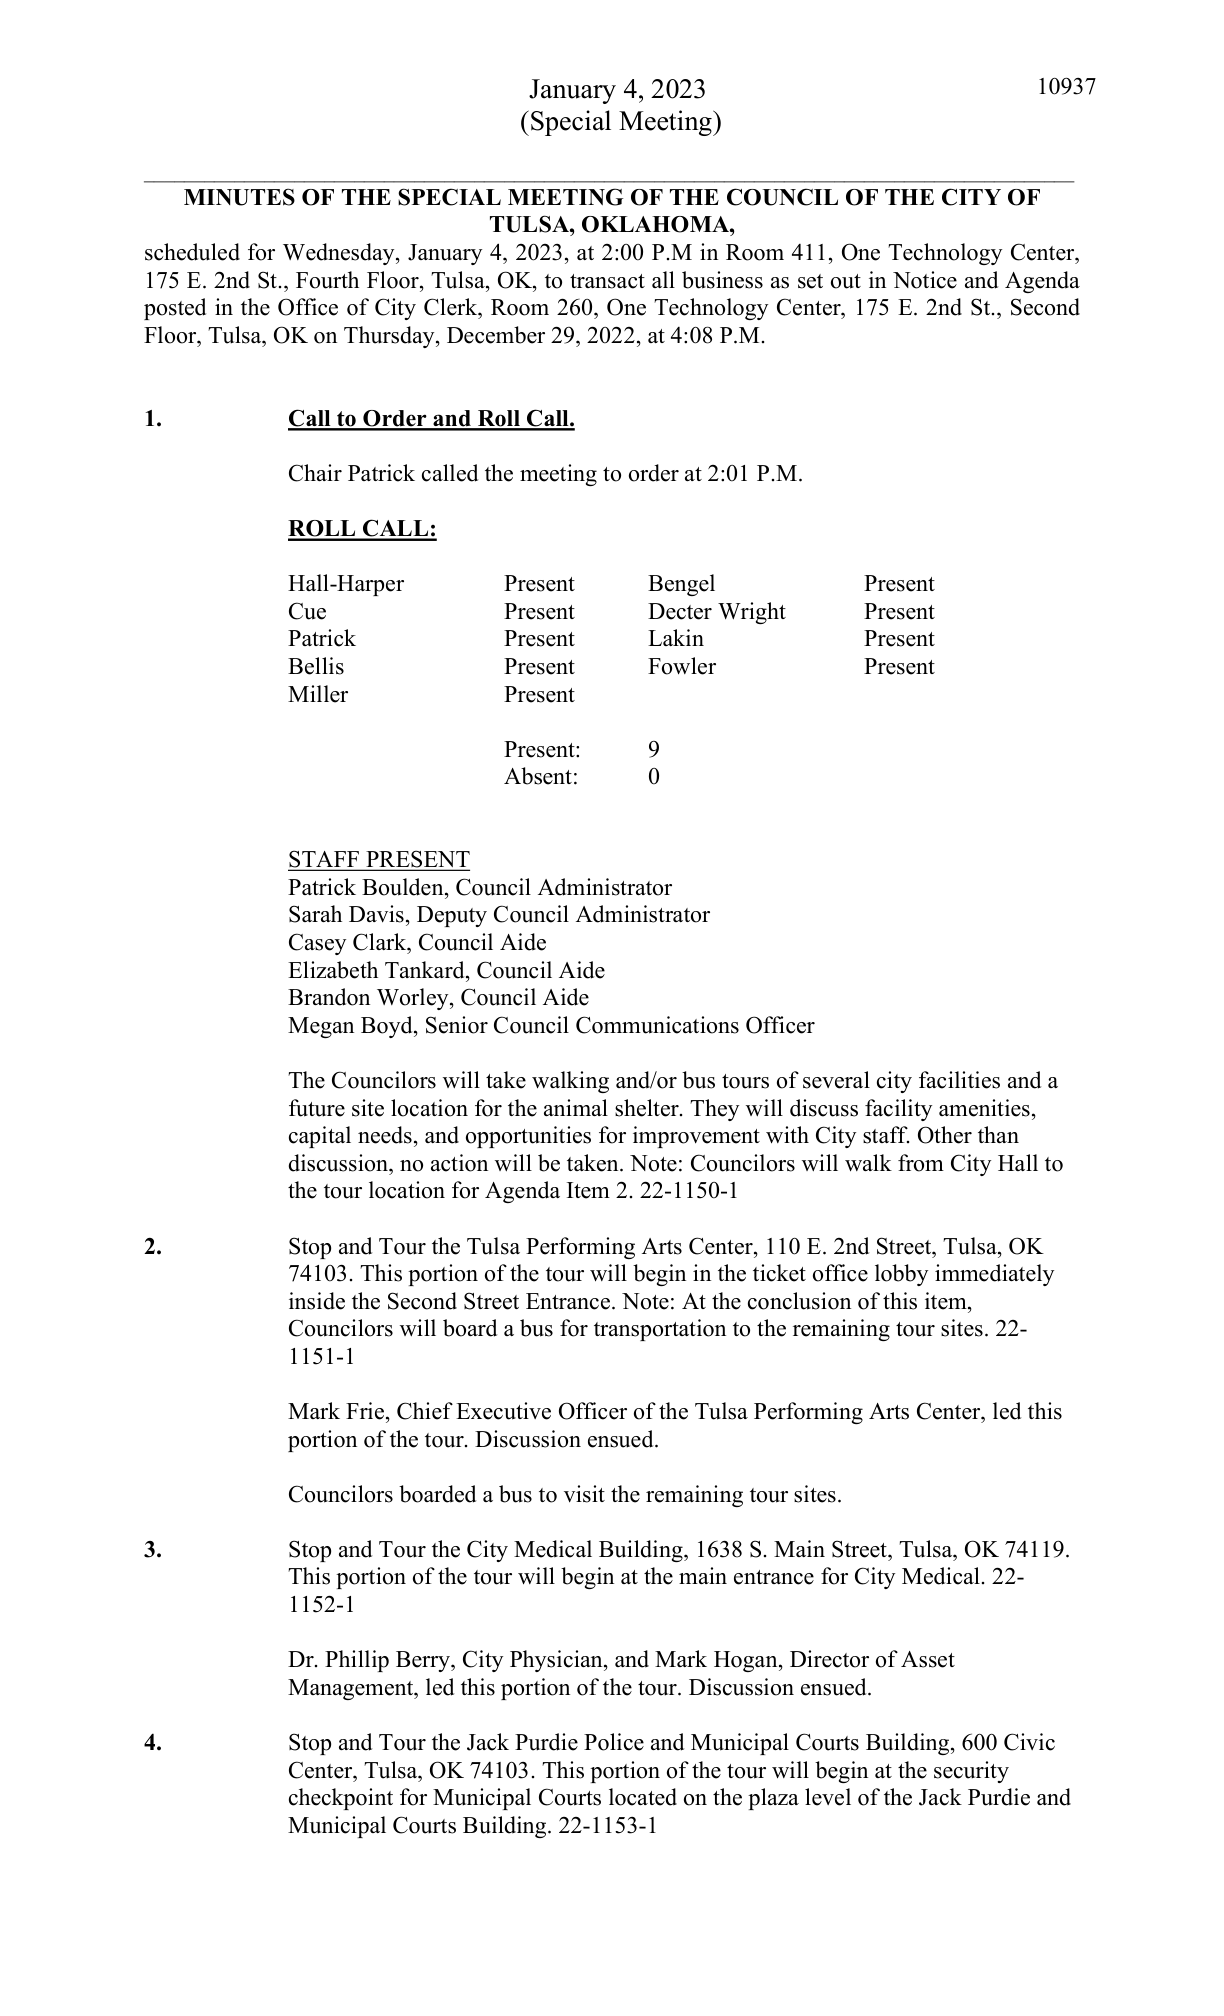 January 4, 2023
10937
(Special Meeting)
MINUTES OF THE SPECIAL MEETING OF THE COUNCIL OF THE CITY OF
TULSA, OKLAHOMA,
scheduled for Wednesday, January 4, 2023, at 2:00 P.M in Room 411, One Technology Center,
175 E. 2nd St., Fourth Floor, Tulsa, OK, to transact all business as set out in Notice and Agenda
posted in the Office of City Clerk, Room 260, One Technology Center, 175 E. 2nd St., Second
Floor, Tulsa, OK on Thursday, December 29, 2022, at 4:08 P.M.
1. Call to Order and Roll Call.
Chair Patrick called the meeting to order at 2:01 P.M.
ROLL CALL:
Hall-Harper Present Bengel Present
Cue Present Decter Wright Present
Patrick Present Lakin Present
Bellis Present Fowler Present
Miller Present
Present: 9
Absent: 0
STAFF PRESENT
Patrick Boulden, Council Administrator
Sarah Davis, Deputy Council Administrator
Casey Clark, Council Aide
Elizabeth Tankard, Council Aide
Brandon Worley, Council Aide
Megan Boyd, Senior Council Communications Officer
The Councilors will take walking and/or bus tours of several city facilities and a
future site location for the animal shelter. They will discuss facility amenities,
capital needs, and opportunities for improvement with City staff. Other than
discussion, no action will be taken. Note: Councilors will walk from City Hall to
the tour location for Agenda Item 2. 22-1150-1
2. Stop and Tour the Tulsa Performing Arts Center, 110 E. 2nd Street, Tulsa, OK
74103. This portion of the tour will begin in the ticket office lobby immediately
inside the Second Street Entrance. Note: At the conclusion of this item,
Councilors will board a bus for transportation to the remaining tour sites. 22-
1151-1
Mark Frie, Chief Executive Officer of the Tulsa Performing Arts Center, led this
portion of the tour. Discussion ensued.
Councilors boarded a bus to visit the remaining tour sites.
3. Stop and Tour the City Medical Building, 1638 S. Main Street, Tulsa, OK 74119.
This portion of the tour will begin at the main entrance for City Medical. 22-
1152-1
Dr. Phillip Berry, City Physician, and Mark Hogan, Director of Asset
Management, led this portion of the tour. Discussion ensued.
4. Stop and Tour the Jack Purdie Police and Municipal Courts Building, 600 Civic
Center, Tulsa, OK 74103. This portion of the tour will begin at the security
checkpoint for Municipal Courts located on the plaza level of the Jack Purdie and
Municipal Courts Building. 22-1153-1